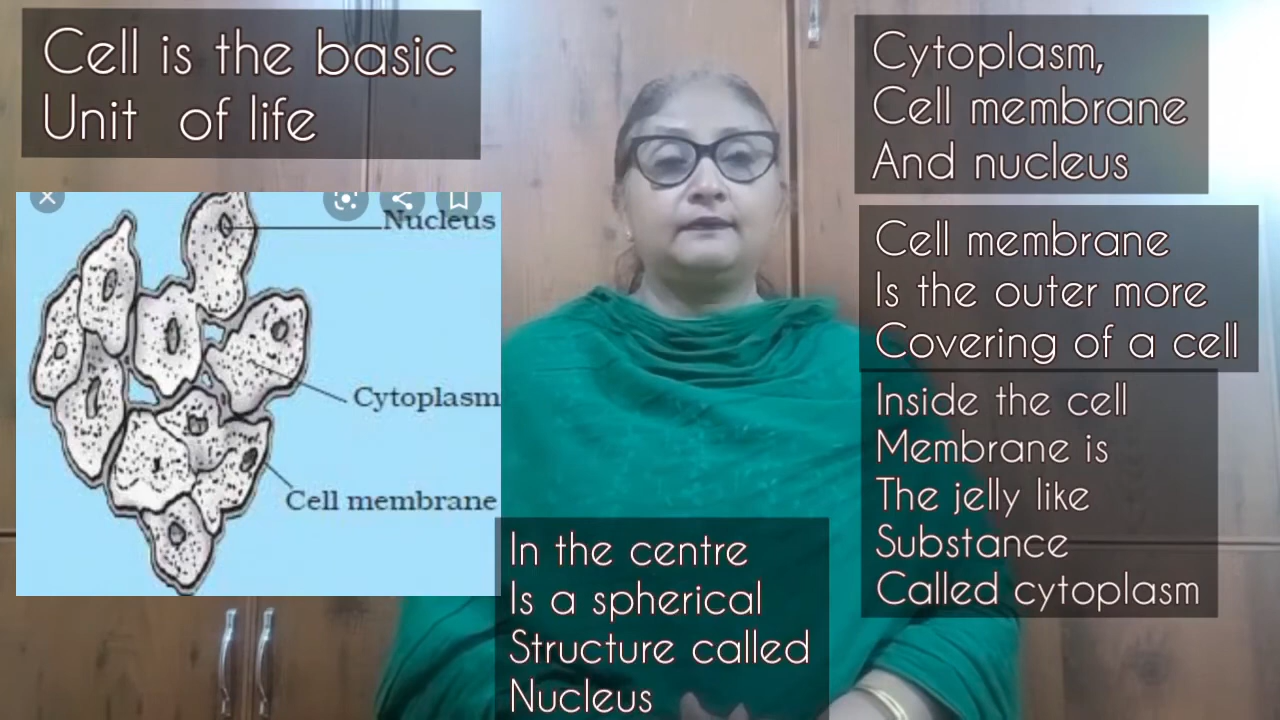 Cell is the basic
Unit of life
Nucleus
Cytoplasm
Cell membrane
Cytoplasm,
Cell membrane
And nucleus
Cell membrane
Is the outer more
Covering of a cell
Inside the cell
Membrane is
The jelly like
Substance
Called cytoplasm
In the centre
Is a spherical
Structure called
Nucleus